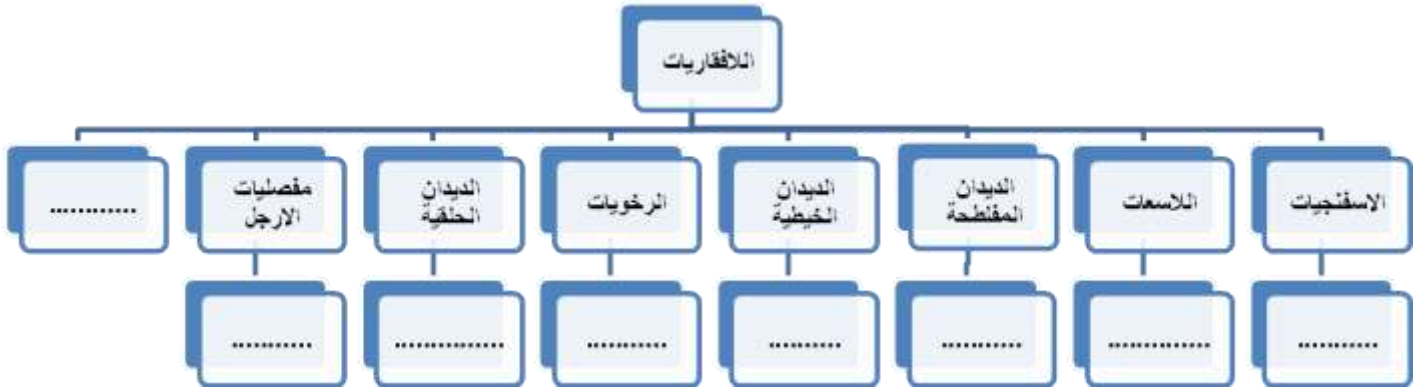 اللافقاريات
الاسفنجيات
اللاسعات
الديدان
المفلطحة
الديدان
الخيطية
الرخويات
الديدان
الحلقية
مفصليات
الارجل
............
...........
..............
...........
..........
...........
...............
...........